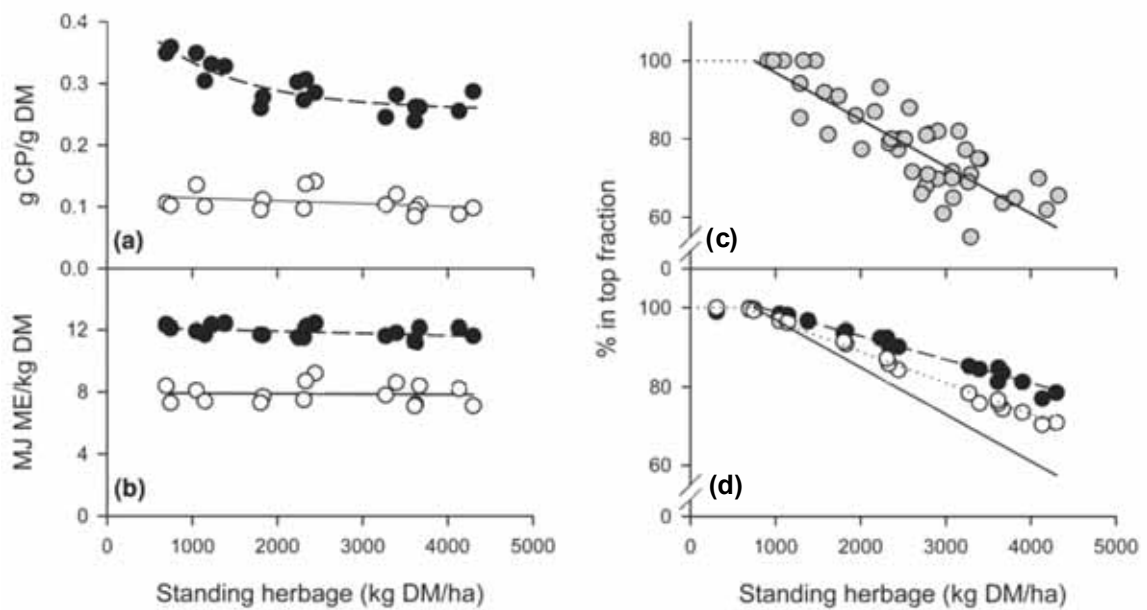 0.4
0.3
0.2
0.1
0.0
g CP/g DM
(a)
12
8
4
0
MJ ME/kg DM
(b)
0 1000 2000 3000 4000 5000
Standing herbage (kg DM/ha)
% in top fraction
100
80
60
0
(c)
100
80
60
0
(d)
0 1000 2000 3000 4000 5000
Standing herbage (kg DM/ha)